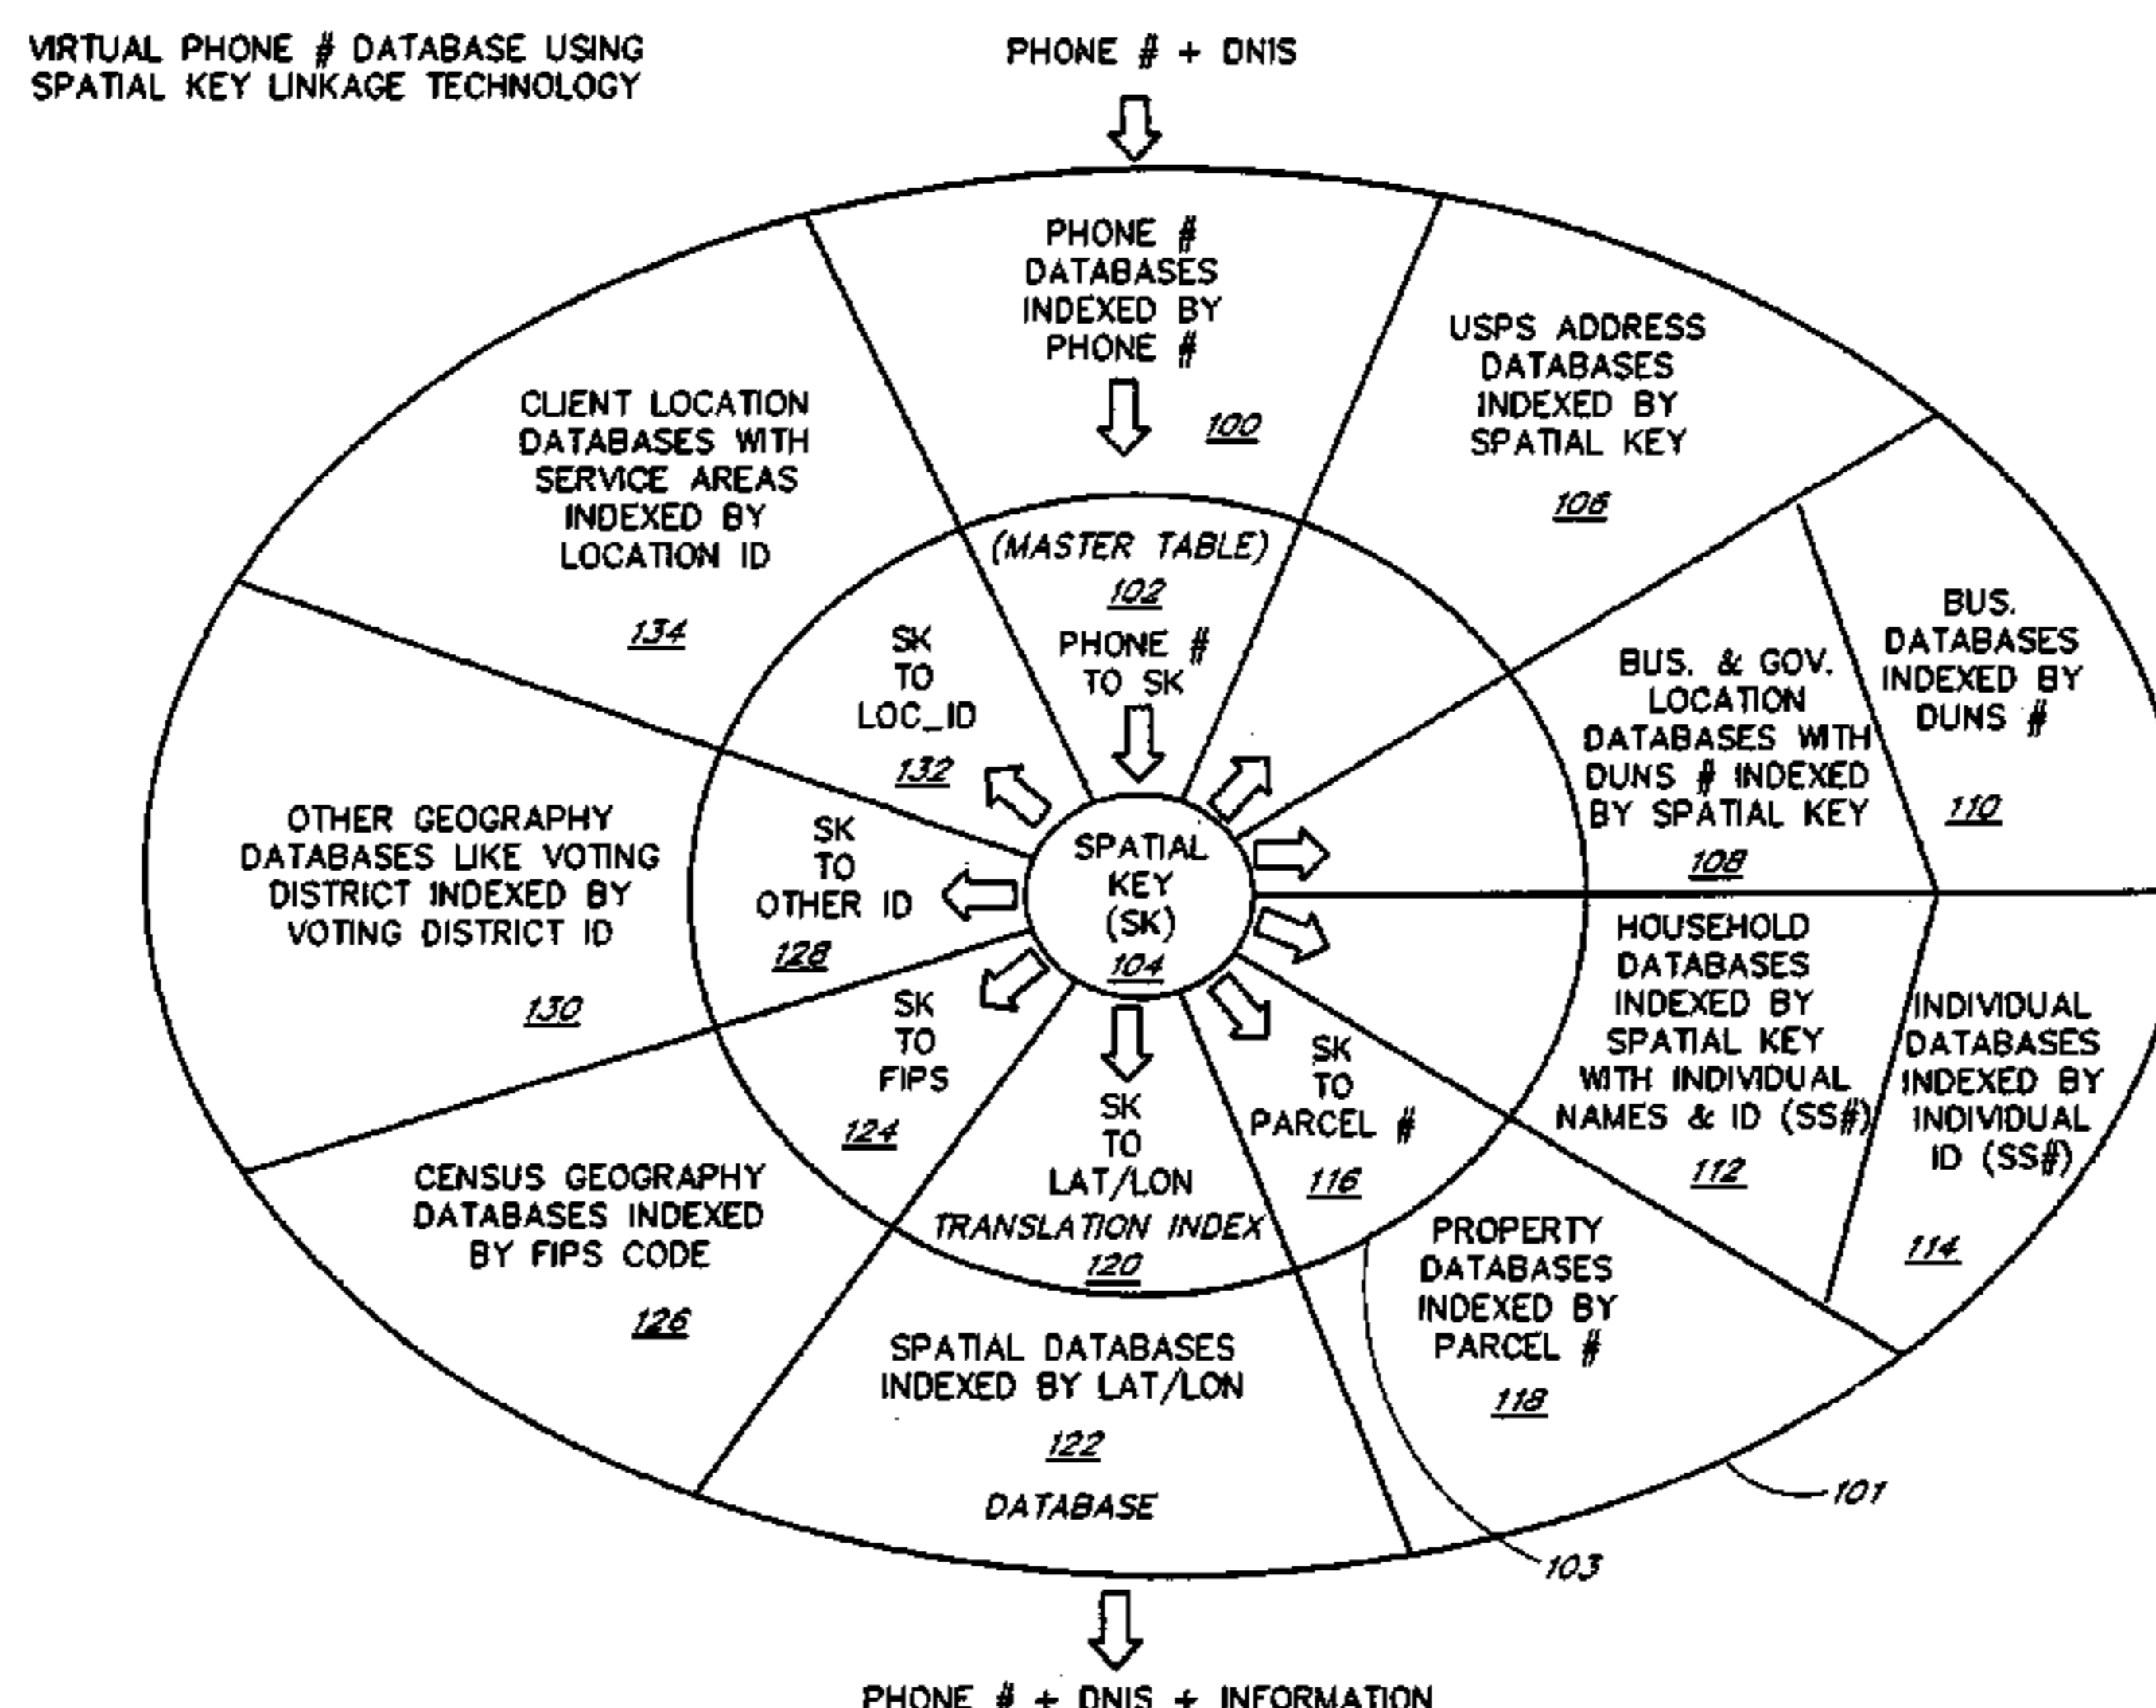 VIRTUAL PHONE # DATABASE USING
SPATIAL KEY LINKAGE TECHNOLOGY
PHONE # + DNIS
PHONE #
DATABASES
INDEXED BY
PHONE #
100
USPS ADDRESS
DATABASES
INDEXED BY
SPATIAL KEY
106
CLIENT LOCATION
DATABASES WITH
SERVICE AREAS
INDEXED BY
LOCATION ID
134
(MASTER TABLE)
102
PHONE #
TO SK
SK
TO
LOC_ID
132
BUS. & GOV.
LOCATION
DATABASES WITH
DUNS # INDEXED
BY SPATIAL KEY
108
BUS.
DATABASES
INDEXED BY
DUNS #
110
OTHER GEOGRAPHY
DATABASES LIKE VOTING
DISTRICT INDEXED BY
VOTING DISTRICT ID
130
SK
TO
OTHER ID
128
SPATIAL
KEY
(SK)
104
HOUSEHOLD
DATABASES
INDEXED BY
SPATIAL KEY
WITH INDIVIDUAL
NAMES & ID (SS#)
112
INDIVIDUAL
DATABASES
INDEXED BY
INDIVIDUAL
ID (SS#)
114
SK
TO
FIPS
124
SK
TO
LAT/LON
TRANSLATION INDEX
120
SK
TO
PARCEL #
116
CENSUS GEOGRAPHY
DATABASES INDEXED
BY FIPS CODE
126
PROPERTY
DATABASES
INDEXED BY
PARCEL #
118
SPATIAL DATABASES
INDEXED BY LAT/LON
122
DATABASE
101
103
PHONE # + DNIS + INFORMATION